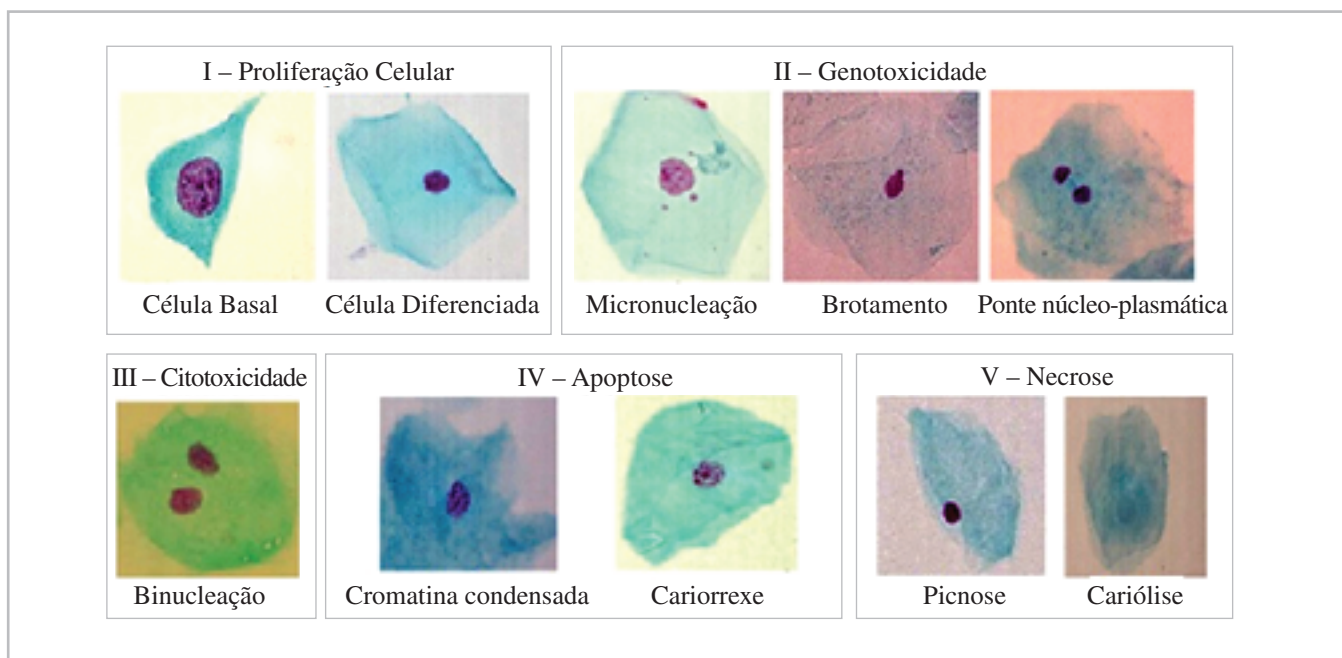 I – Proliferação Celular
II – Genotoxicidade
Célula Basal
Célula Diferenciada
Micronucleação
Brotamento
Ponte núcleo-plasmática
III – Citotoxicidade
IV – Apoptose
V – Necrose
Binucleação
Cromatina condensada
Cariorrexe
Picnose
Cariólise